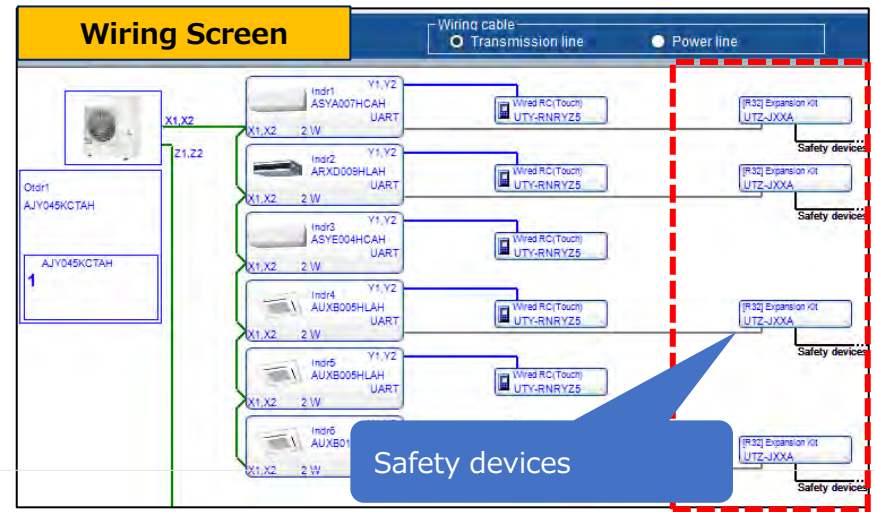 Wiring Screen
Wiring cable
Transmission line
Power line
X1,X2
Z1,Z2
Otdr1
AJY045KCTAH
AJY045KCTAH
1
Indr1
Y1,Y2
ASYA007HCAH
UART
X1,X2 2 W
Wired RC(Touch)
UTY-RNRYZ5
[R32] Expansion Kit
UTZ-JXXA
Safety devices
Indr2
Y1,Y2
ARXD009HLAH
UART
X1,X2 2 W
Wired RC(Touch)
UTY-RNRYZ5
[R32] Expansion Kit
UTZ-JXXA
Safety devices
Indr3
Y1,Y2
ASYE004HCAH
UART
X1,X2 2 W
Wired RC(Touch)
UTY-RNRYZ5
Indr4
Y1,Y2
AUXB005HLAH
UART
X1,X2 2 W
Wired RC(Touch)
UTY-RNRYZ5
[R32] Expansion Kit
UTZ-JXXA
Safety devices
Indr5
Y1,Y2
AUXB005HLAH
UART
X1,X2 2 W
Wired RC(Touch)
UTY-RNRYZ5
Indr6
X1,X2 2 W
[R32] Expansion Kit
UTZ-JXXA
Safety devices
Safety devices